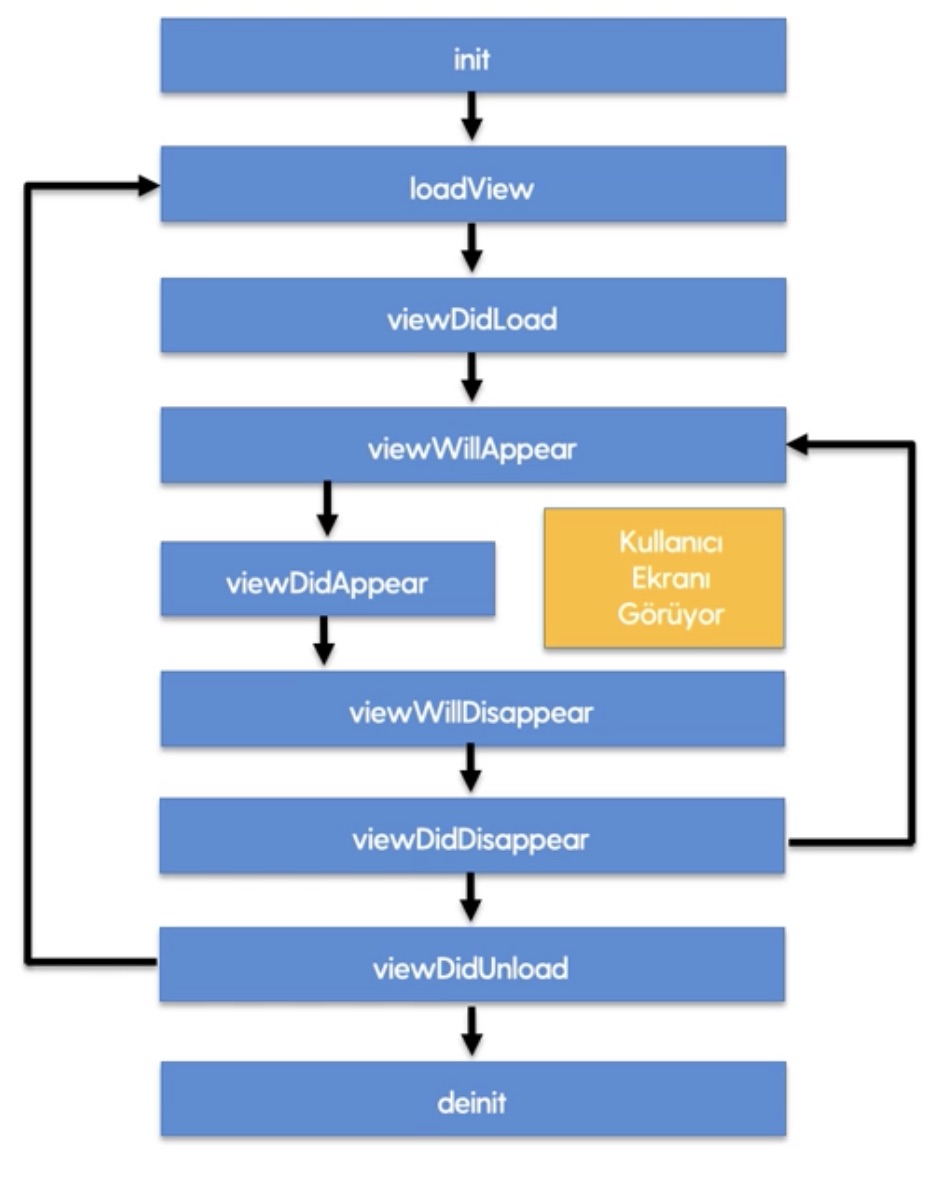 init
loadView
viewDidLoad
viewWillAppear
viewDidAppear
Kullanıcı
Ekranı
Görüyor
viewWillDisappear
viewDidDisappear
viewDidUnload
deinit